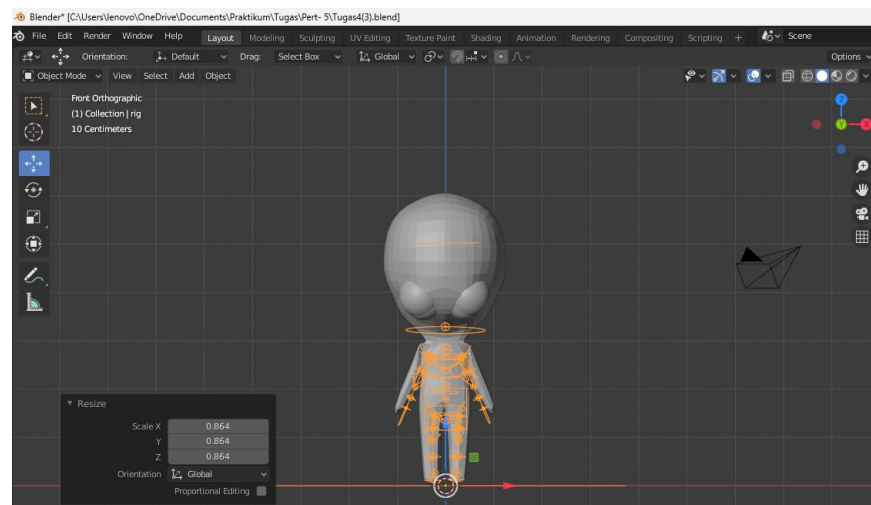 Blender* [C:\Users\lenovo\OneDrive\Documents\Praktikum\Tugas\Pert- 5\Tugas4(3).blend]
File Edit Render Window Help Layout Modeling Sculpting UV Editing Texture Paint Shading Animation Rendering Compositing Scripting + Scene
Orientation: Default Drag: Select Box Global Options
Object Mode View Select Add Object
Front Orthographic
(1) Collection | rig
10 Centimeters
Z
Y
X
Resize
Scale X 0.864
Y 0.864
Z 0.864
Orientation Global
Proportional Editing